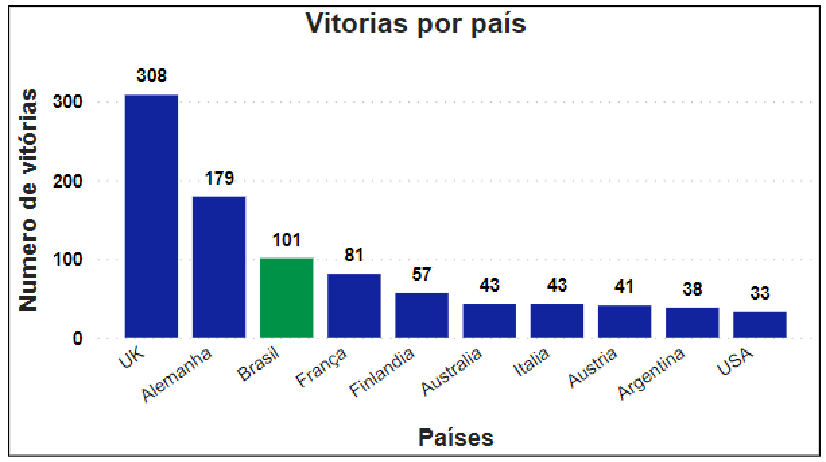 Vitorias por país
Numero de vitórias
300
200
100
0
308
179
101
81
57
43
43
41
38
33
UK
Alemanha
Brasil
França
Finlandia
Australia
Italia
Austria
Argentina
USA
Países